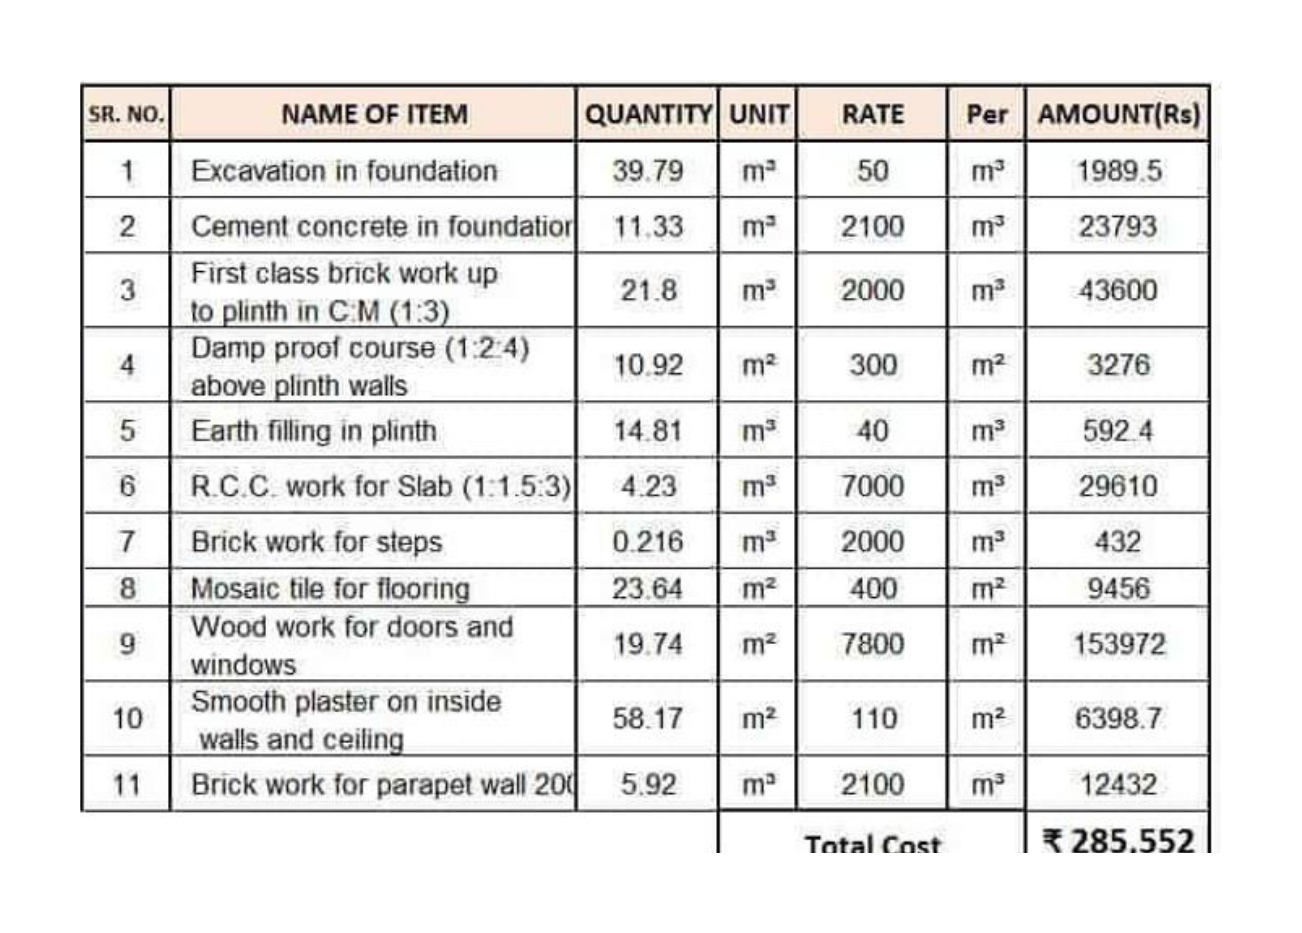 SR. NO. NAME OF ITEM QUANTITY UNIT RATE Per AMOUNT(Rs)
1 Excavation in foundation 39.79 m³ 50 m³ 1989.5
2 Cement concrete in foundation 11.33 m³ 2100 m³ 23793
3 First class brick work up
to plinth in C:M (1:3) 21.8 m³ 2000 m³ 43600
4 Damp proof course (1:2:4)
above plinth walls 10.92 m² 300 m² 3276
5 Earth filling in plinth 14.81 m³ 40 m³ 592.4
6 R.C.C. work for Slab (1:1.5:3) 4.23 m³ 7000 m³ 29610
7 Brick work for steps 0.216 m³ 2000 m³ 432
8 Mosaic tile for flooring 23.64 m² 400 m² 9456
9 Wood work for doors and
windows 19.74 m² 7800 m² 153972
10 Smooth plaster on inside
walls and ceiling 58.17 m² 110 m² 6398.7
11 Brick work for parapet wall 200 5.92 m³ 2100 m³ 12432
Total Cost ₹ 285,552